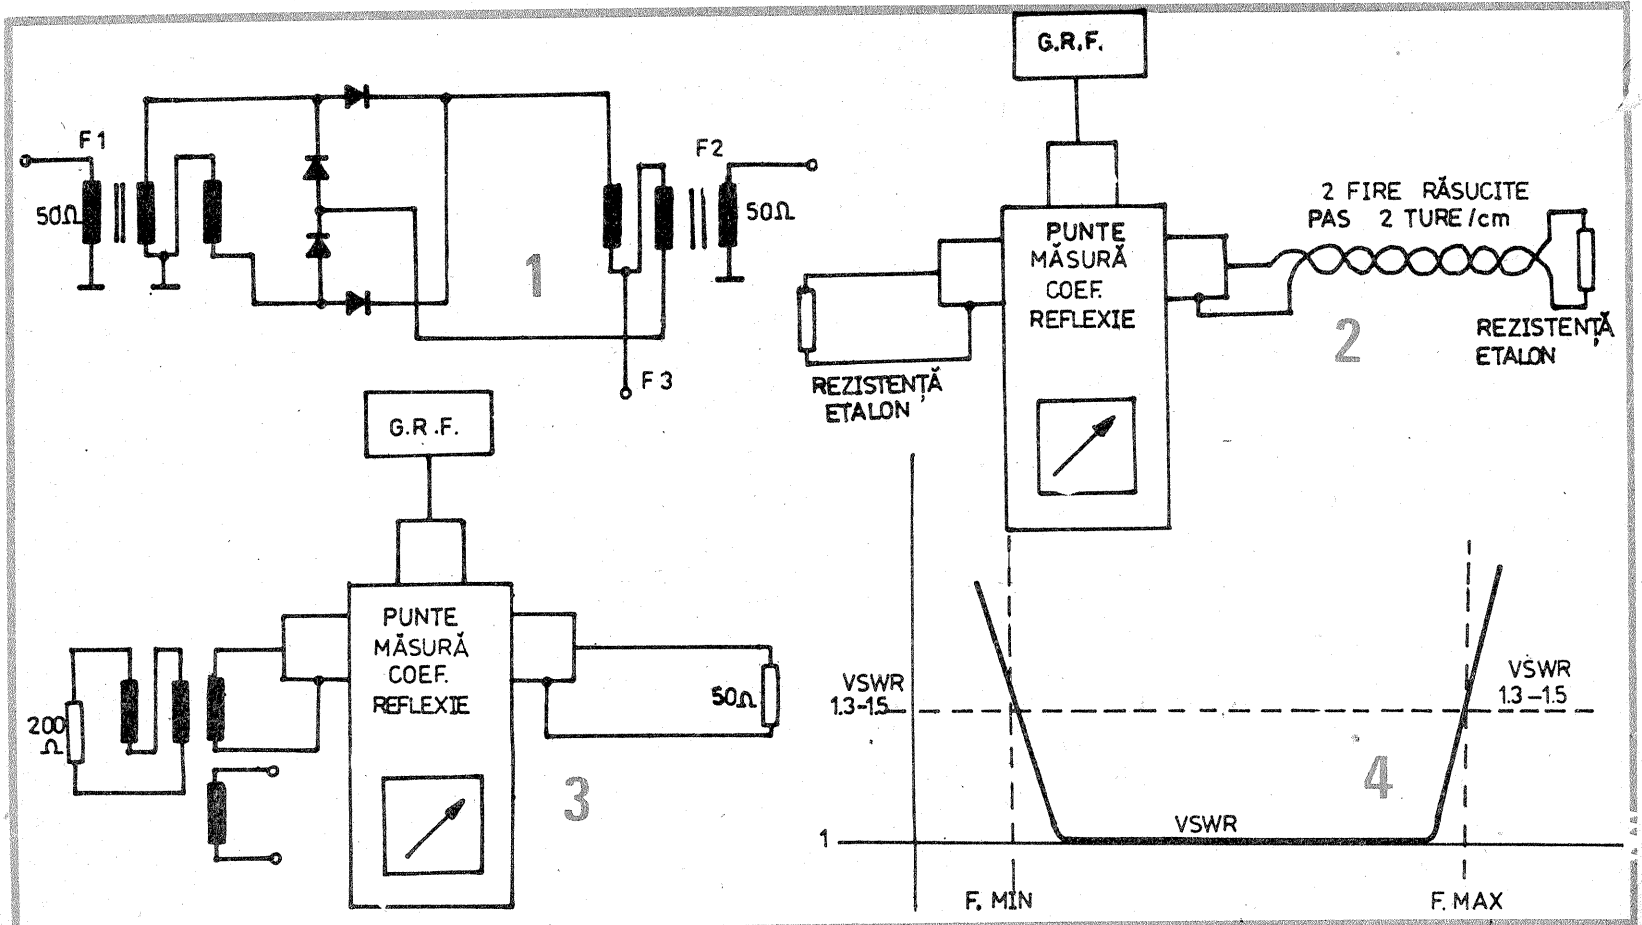 F1
50Ω
F2
50Ω
1
F3
G.R.F.
PUNTE
MĂSURĂ
COEF.
REFLEXIE
2 FIRE RĂSUCITE
PAS 2 TURE/cm
2
REZISTENȚĂ
ETALON
REZISTENȚĂ
ETALON
G.R.F.
PUNTE
MĂSURĂ
COEF.
REFLEXIE
200
Ω
50Ω
3
VSWR
1.3-1.5
VSWR
1.3-1.5
4
VSWR
1
F. MIN
F. MAX